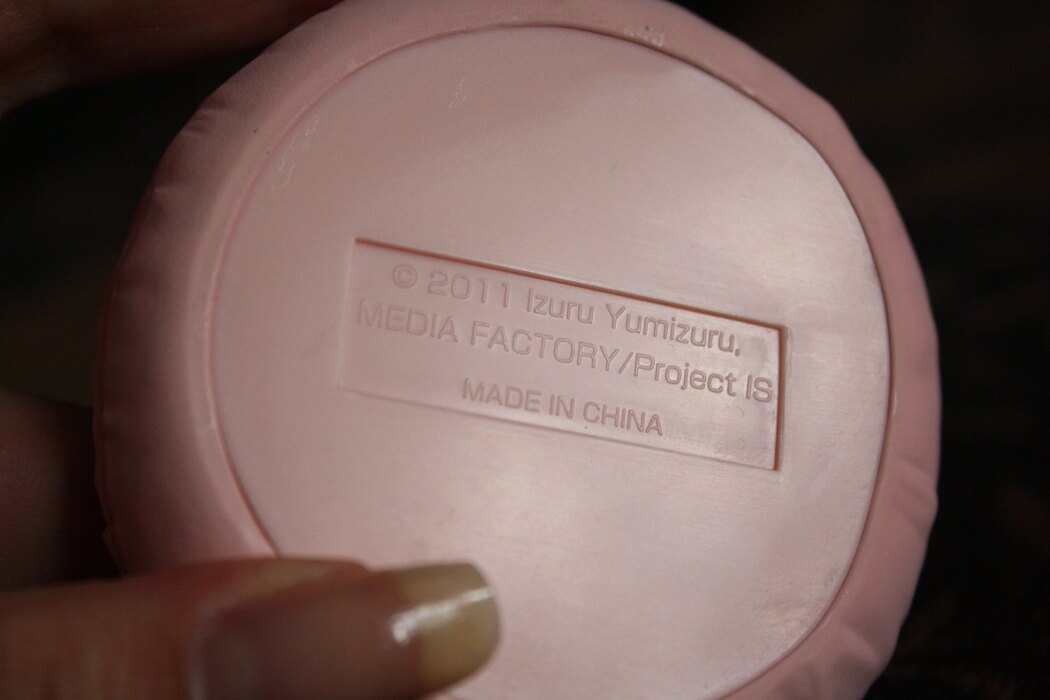 © 2011 Izuru Yumizuru,
MEDIA FACTORY/Project IS
MADE IN CHINA